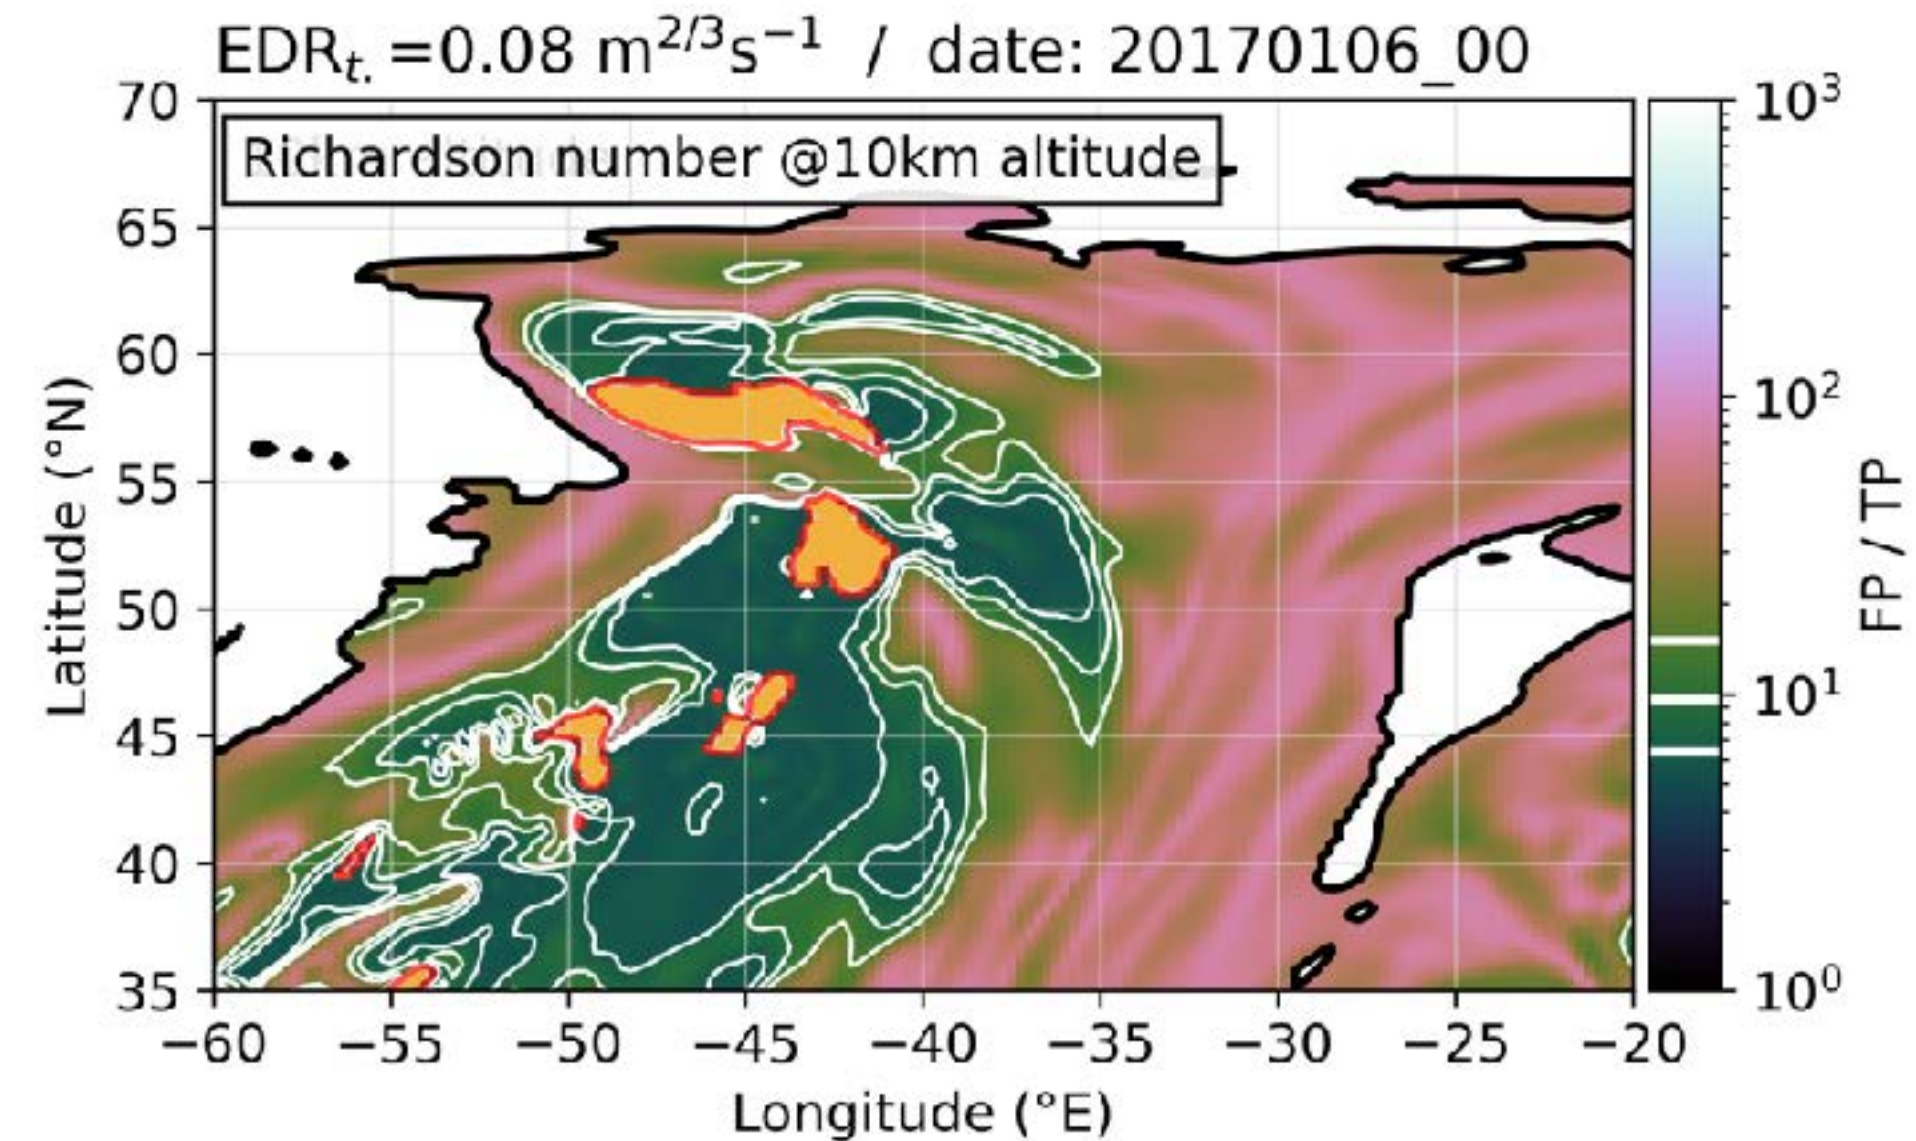 EDRt. =0.08 m^2/3 s^−1 / date: 20170106_00
Richardson number @10km altitude
70
65
60
55
50
45
40
35
Latitude (°N)
−60 −55 −50 −45 −40 −35 −30 −25 −20
Longitude (°E)
10^3
10^2
10^1
10^0
FP / TP